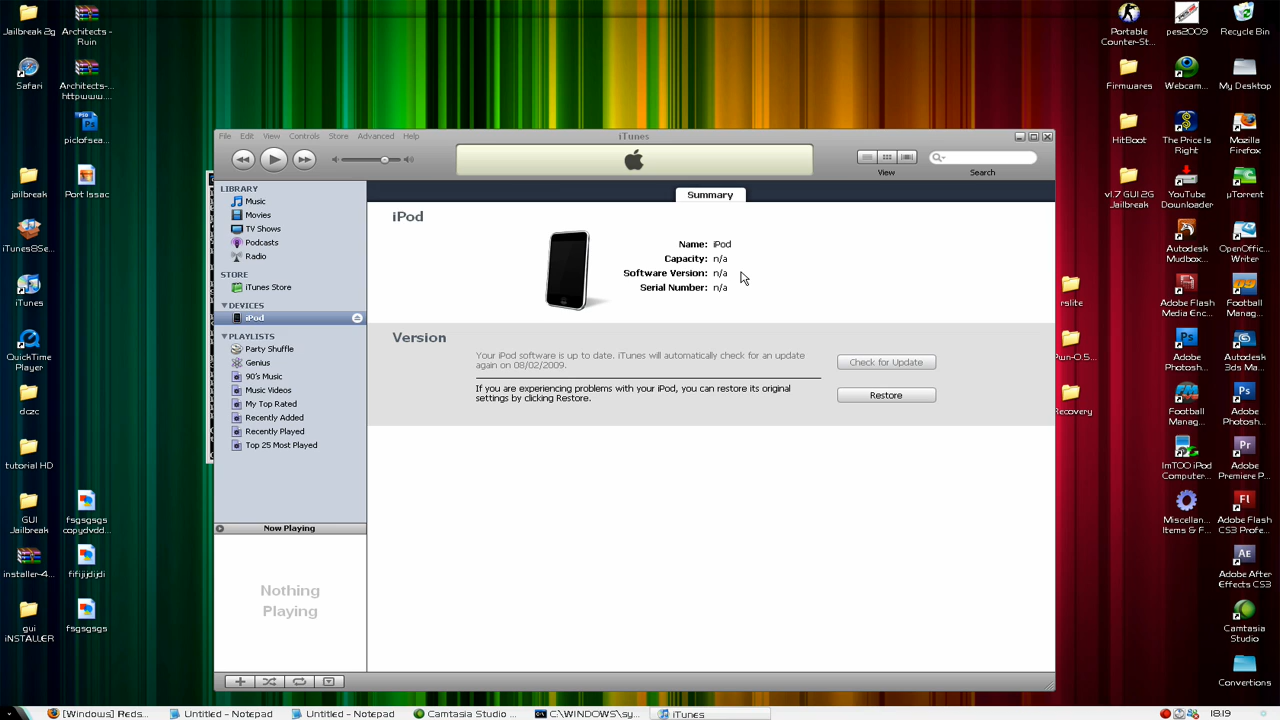 Jailbreak 2g
Architects -
Ruin
Safari
Architects-...
httpwww....
piclofsea...
jailbreak
Port Issac
iTunes8Se...
iTunes
QuickTime
Player
dczc
tutorial HD
GUI
Jailbreak
fsgsgsgs
copydvdd...
installer-4...
fifijjdijdi
gui
iNSTALLER
fsgsgsgs
iTunes
File Edit View Controls Store Advanced Help
View
Search
LIBRARY
Music
Movies
TV Shows
Podcasts
Radio
STORE
iTunes Store
DEVICES
iPod
PLAYLISTS
Party Shuffle
Genius
90's Music
Music Videos
My Top Rated
Recently Added
Recently Played
Top 25 Most Played
Now Playing
Nothing
Playing
Summary
iPod
Name: iPod
Capacity: n/a
Software Version: n/a
Serial Number: n/a
Version
Your iPod software is up to date. iTunes will automatically check for an update
again on 08/02/2009.
Check for Update
If you are experiencing problems with your iPod, you can restore its original
settings by clicking Restore.
Restore
Portable
Counter-St...
pes2009
Recycle Bin
Firmwares
Webcam...
My Desktop
HitBoot
The Price Is
Right
Mozilla
Firefox
v1.7 GUI 2G
Jailbreak
YouTube
Downloader
µTorrent
Autodesk
Mudbox...
OpenOffic...
Writer
rslite
Adobe Flash
Media Enc...
Football
Manag...
Pwn-0.5...
Adobe
Photosh...
Autodesk
3ds Ma...
Recovery
Football
Manag...
Adobe
Photosh...
ImTOO iPod
Computer...
Adobe
Premiere P...
Miscellan...
Items & F...
Adobe Flash
CS3 Profe...
Adobe After
Effects CS3
Camtasia
Studio
Convertions
[Windows] Reds...
Untitled - Notepad
Untitled - Notepad
Camtasia Studio ...
C:\WINDOWS\sy...
iTunes
18:19